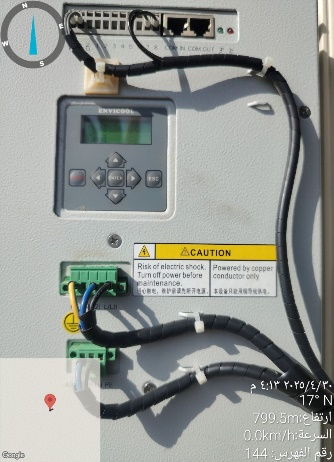 N
W
E
S
COM IN COM OUT
ENVICOOL
ENTER
ESC
CAUTION
Risk of electric shock.
Turn off power before
maintenance.
Powered by copper
conductor only
٢٠٢٥/٤/٣٠ ٤:١٣ م
17° N
ارتفاع:799.5m
السرعة:0.0km/h
رقم الفهرس: 144
Google